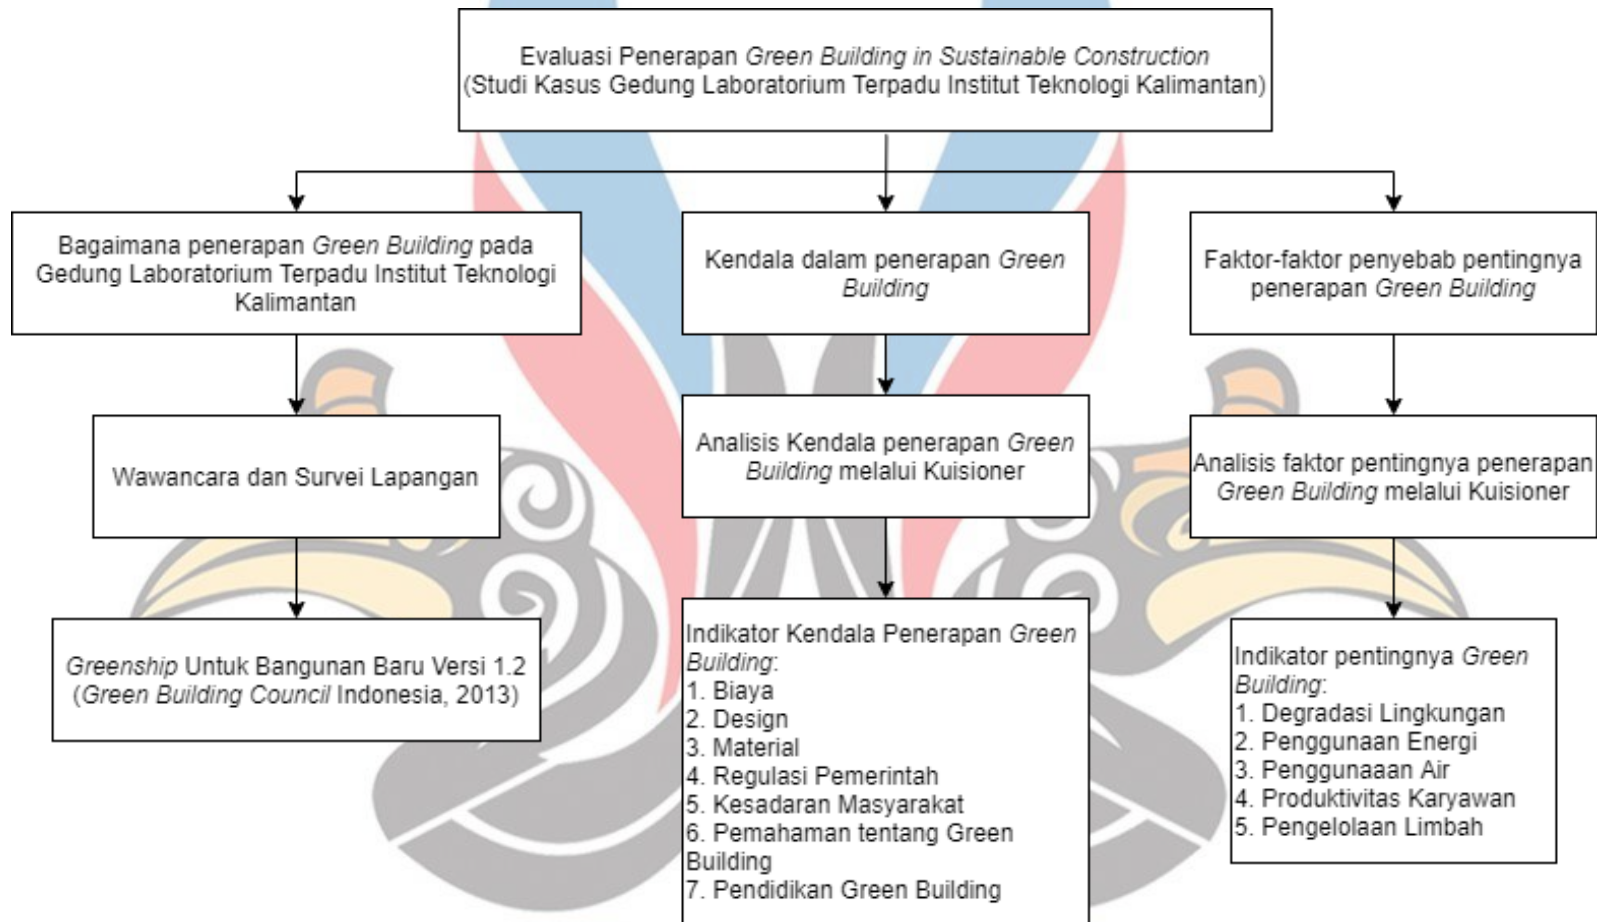 Evaluasi Penerapan Green Building in Sustainable Construction
(Studi Kasus Gedung Laboratorium Terpadu Institut Teknologi Kalimantan)
Bagaimana penerapan Green Building pada
Gedung Laboratorium Terpadu Institut Teknologi
Kalimantan
Kendala dalam penerapan Green
Building
Faktor-faktor penyebab pentingnya
penerapan Green Building
Wawancara dan Survei Lapangan
Analisis Kendala penerapan Green
Building melalui Kuisioner
Analisis faktor pentingnya penerapan
Green Building melalui Kuisioner
Greenship Untuk Bangunan Baru Versi 1.2
(Green Building Council Indonesia, 2013)
Indikator Kendala Penerapan Green
Building:
1. Biaya
2. Design
3. Material
4. Regulasi Pemerintah
5. Kesadaran Masyarakat
6. Pemahaman tentang Green
Building
7. Pendidikan Green Building
Indikator pentingnya Green
Building:
1. Degradasi Lingkungan
2. Penggunaan Energi
3. Penggunaaan Air
4. Produktivitas Karyawan
5. Pengelolaan Limbah